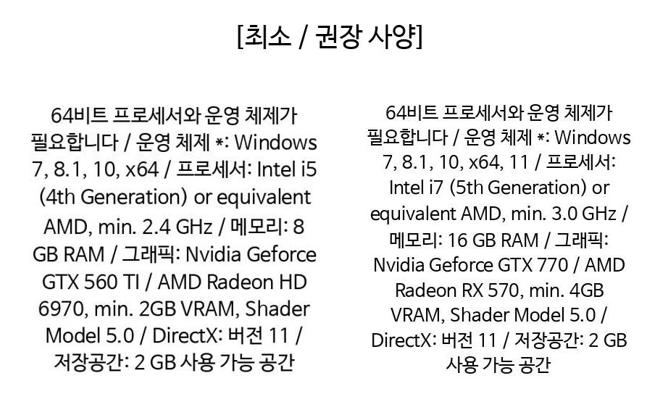 [최소 / 권장 사양]
64비트 프로세서와 운영 체제가
필요합니다 / 운영 체제 *: Windows
7, 8.1, 10, x64 / 프로세서: Intel i5
(4th Generation) or equivalent
AMD, min. 2.4 GHz / 메모리: 8
GB RAM / 그래픽: Nvidia Geforce
GTX 560 TI / AMD Radeon HD
6970, min. 2GB VRAM, Shader
Model 5.0 / DirectX: 버전 11 /
저장공간: 2 GB 사용 가능 공간
64비트 프로세서와 운영 체제가
필요합니다 / 운영 체제 *: Windows
7, 8.1, 10, x64, 11 / 프로세서:
Intel i7 (5th Generation) or
equivalent AMD, min. 3.0 GHz /
메모리: 16 GB RAM / 그래픽:
Nvidia Geforce GTX 770 / AMD
Radeon RX 570, min. 4GB
VRAM, Shader Model 5.0 /
DirectX: 버전 11 / 저장공간: 2 GB
사용 가능 공간